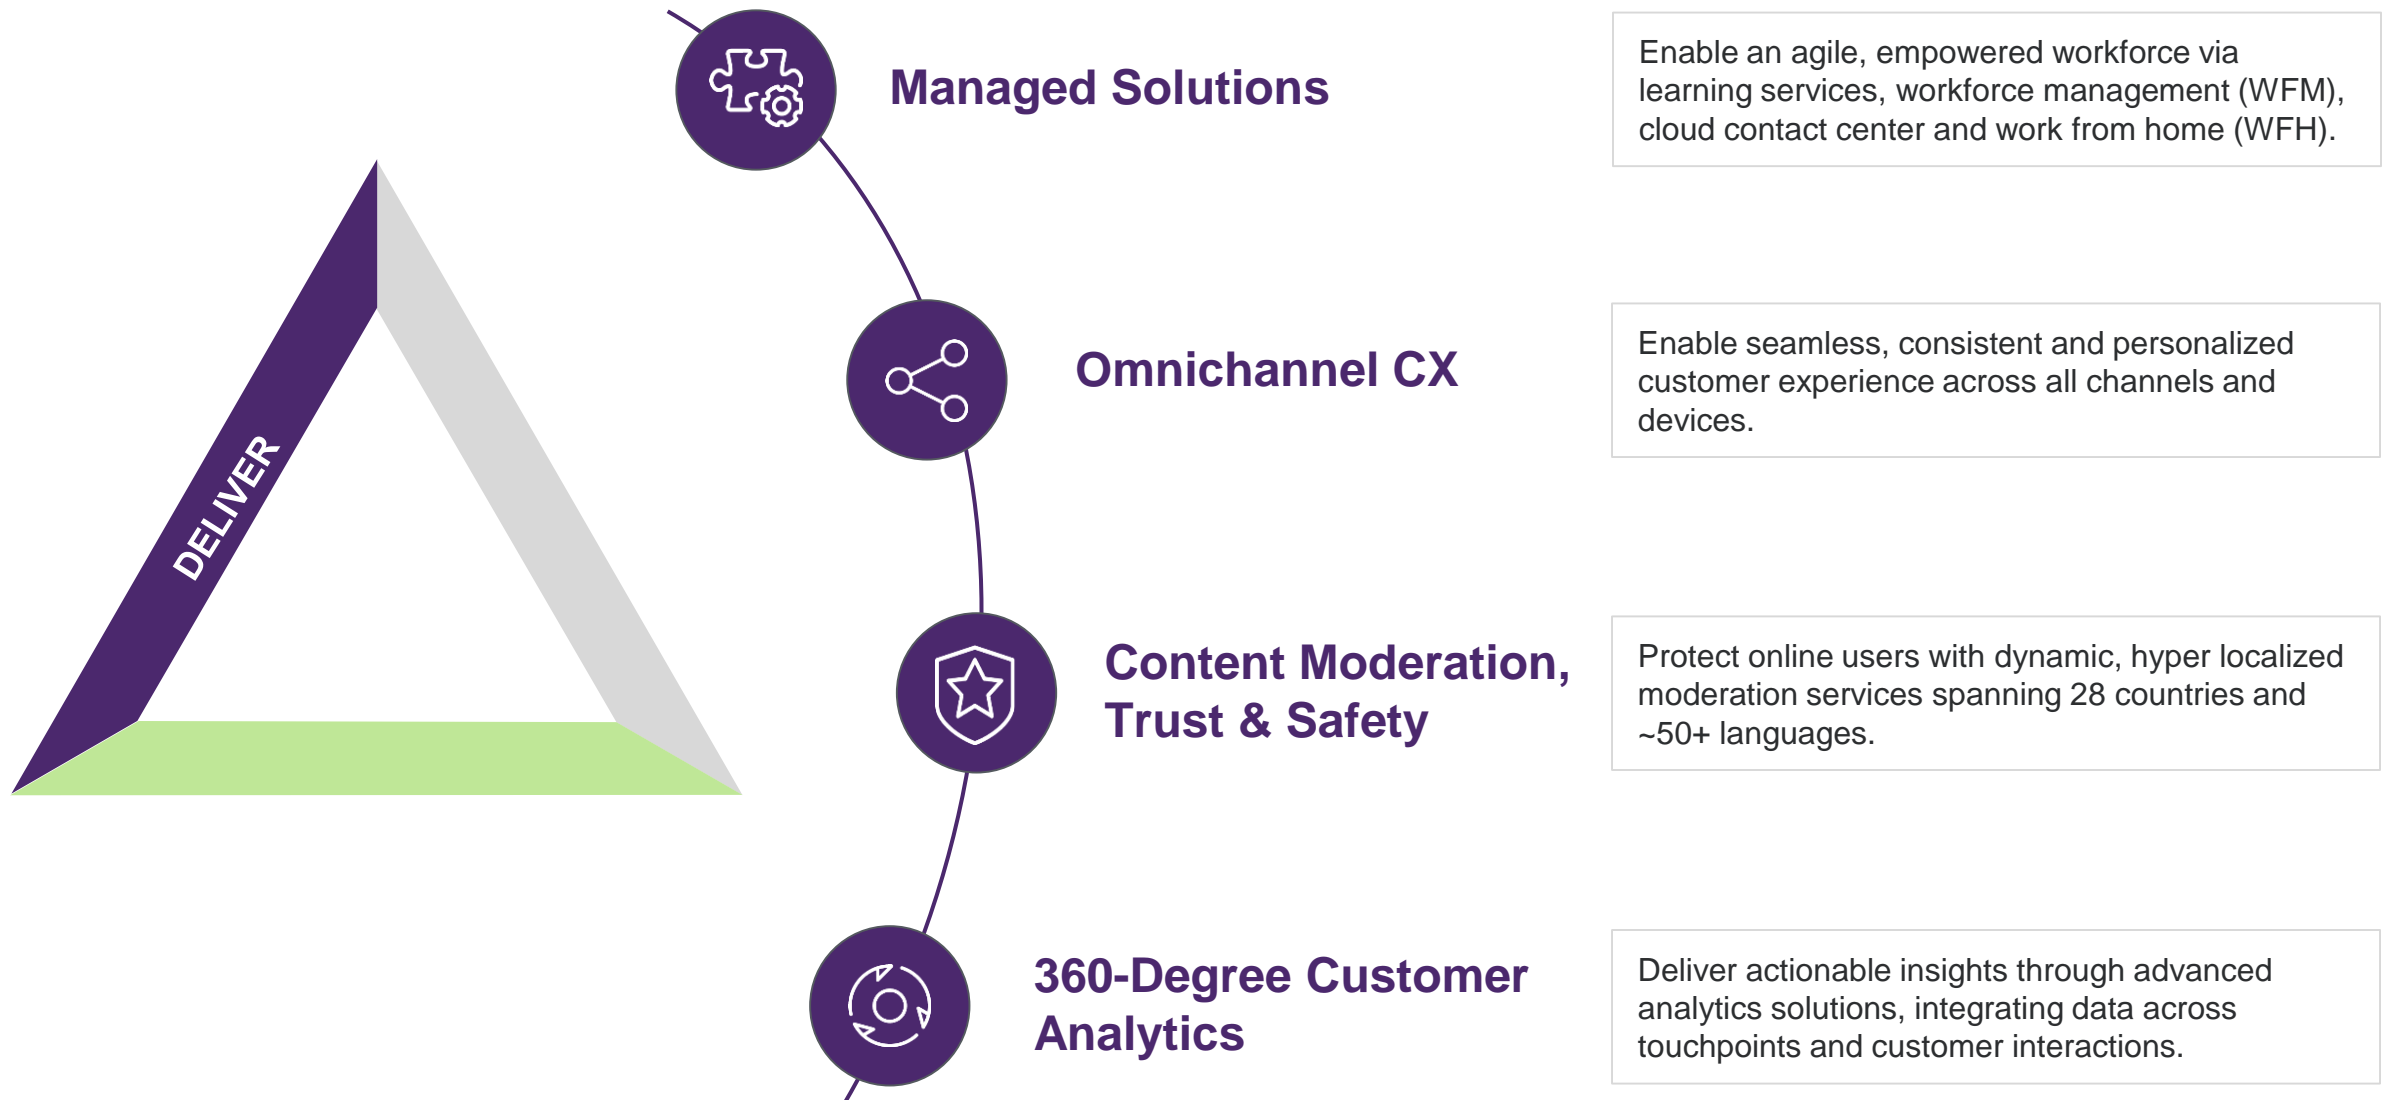 DELIVER
Managed Solutions
Enable an agile, empowered workforce via
learning services, workforce management (WFM),
cloud contact center and work from home (WFH).
Omnichannel CX
Enable seamless, consistent and personalized
customer experience across all channels and
devices.
Content Moderation,
Trust & Safety
Protect online users with dynamic, hyper localized
moderation services spanning 28 countries and
~50+ languages.
360-Degree Customer
Analytics
Deliver actionable insights through advanced
analytics solutions, integrating data across
touchpoints and customer interactions.